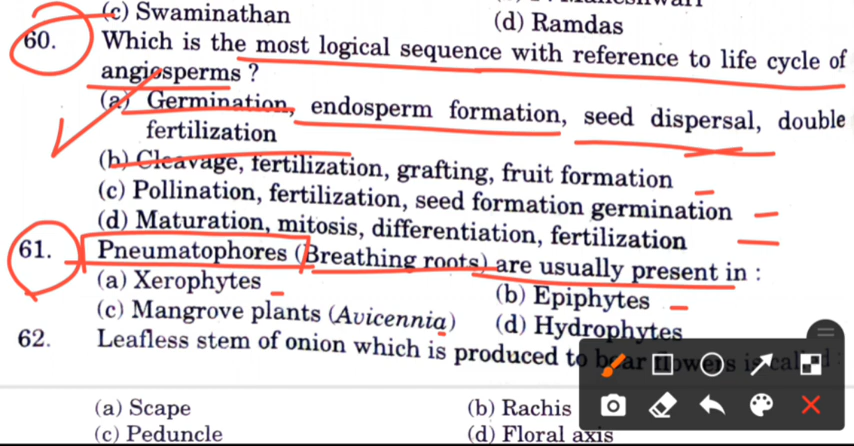 (c) Swaminathan (d) Ramdas
60. Which is the most logical sequence with reference to life cycle of
angiosperms ?
(a) Germination, endosperm formation, seed dispersal, double
fertilization
(b) Cleavage, fertilization, grafting, fruit formation
(c) Pollination, fertilization, seed formation germination
(d) Maturation, mitosis, differentiation, fertilization
61. Pneumatophores (Breathing roots) are usually present in :
(a) Xerophytes (b) Epiphytes
(c) Mangrove plants (Avicennia) (d) Hydrophytes
62. Leafless stem of onion which is produced to bear flowers is called :
(a) Scape (b) Rachis
(c) Peduncle (d) Floral axis